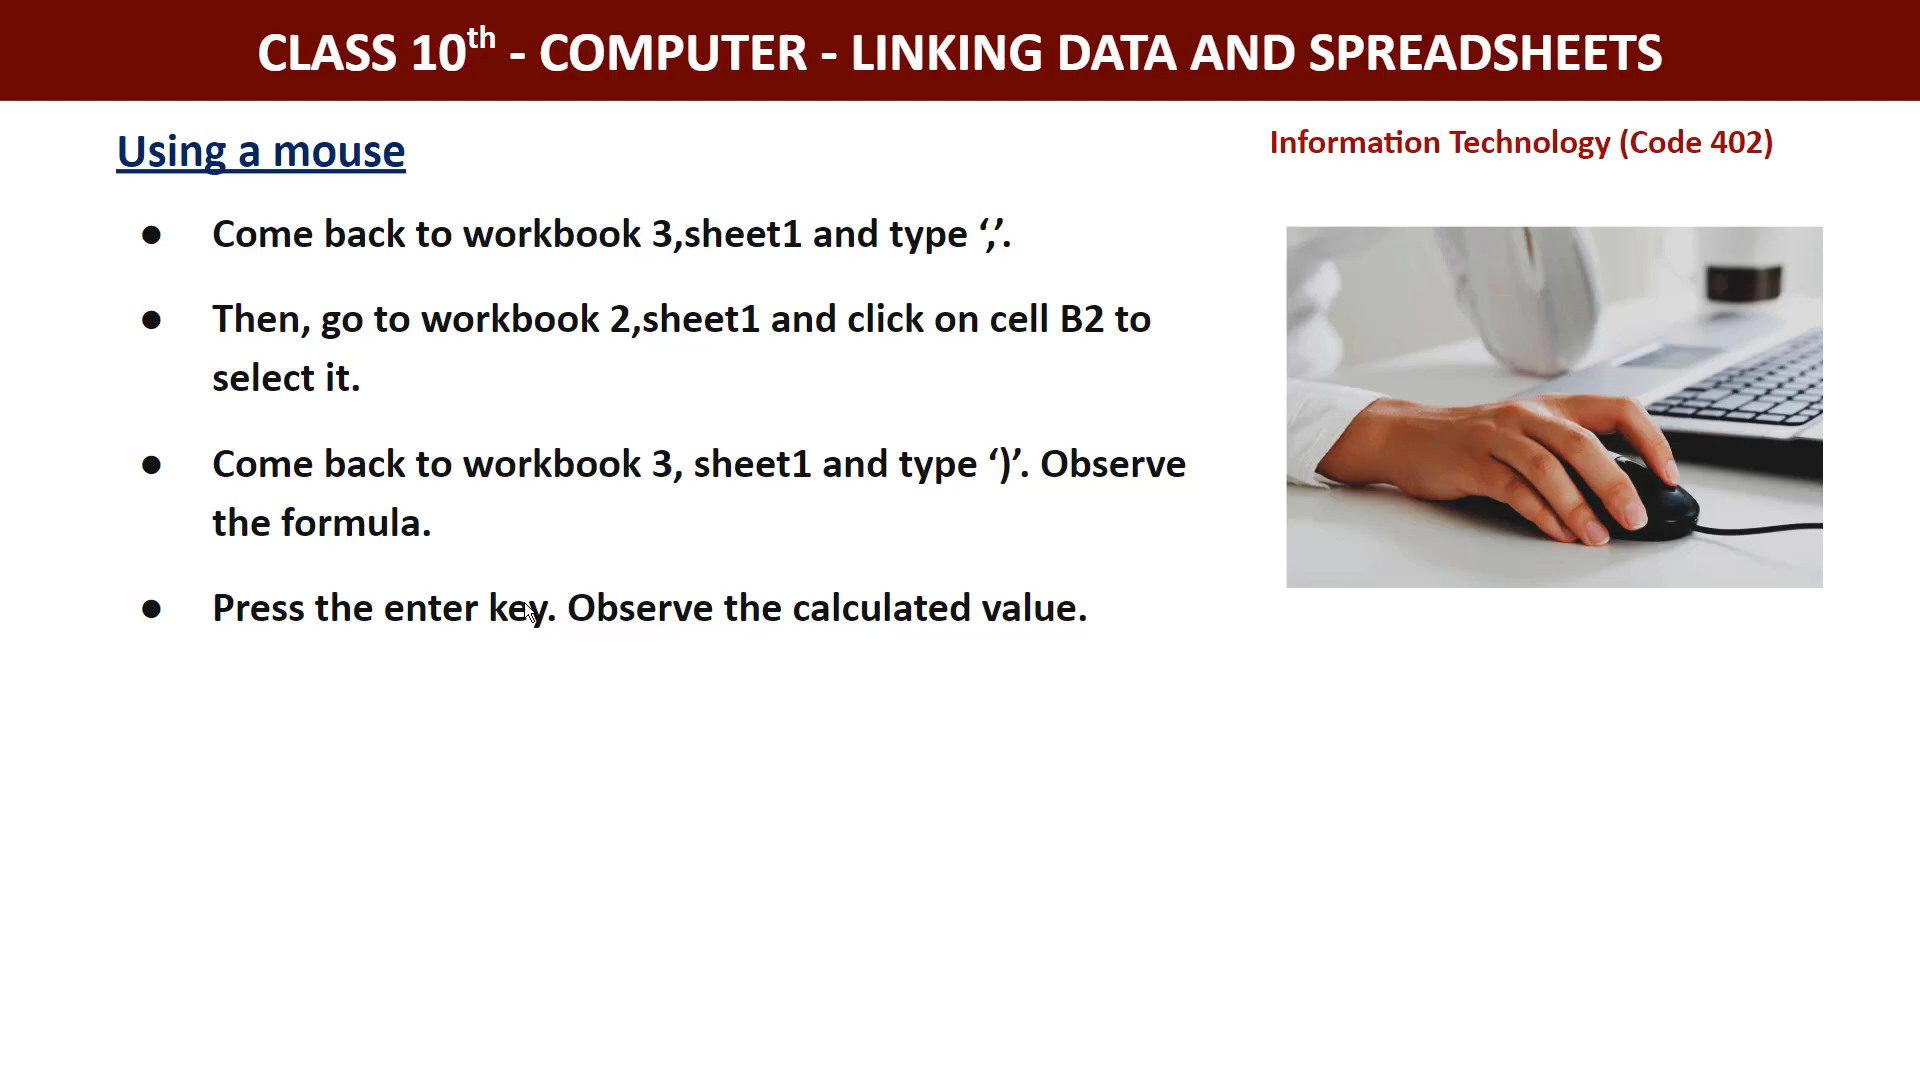 CLASS 10th - COMPUTER - LINKING DATA AND SPREADSHEETS
Using a mouse
Information Technology (Code 402)
● Come back to workbook 3,sheet1 and type ‘,’.
● Then, go to workbook 2,sheet1 and click on cell B2 to
select it.
● Come back to workbook 3, sheet1 and type ‘)’. Observe
the formula.
● Press the enter key. Observe the calculated value.